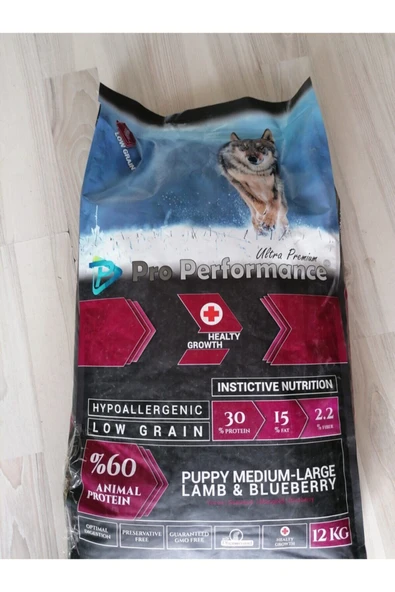 LOW GRAIN
Ultra Premium
Pro Performance®
HEALTY
GROWTH
INSTICTIVE NUTRITION
HYPOALLERGENIC
LOW GRAIN
30 15 2.2
% PROTEIN % FAT % FIBER
%60
ANIMAL
PROTEIN
PUPPY MEDIUM-LARGE
LAMB & BLUEBERRY
OPTIMAL
DIGESTION
PRESERVATIVE
FREE
GUARANTEED
GMO FREE
HEALTY
GROWTH
12 KG